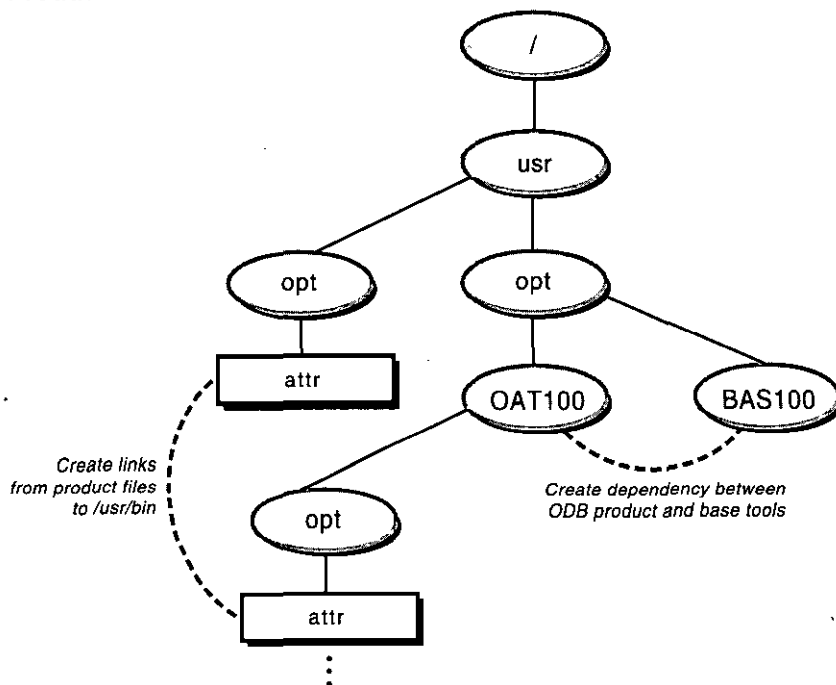 /
usr
opt
opt
attr
OAT100
BAS100
Create links
from product files
to /usr/bin
Create dependency between
ODB product and base tools
opt
attr